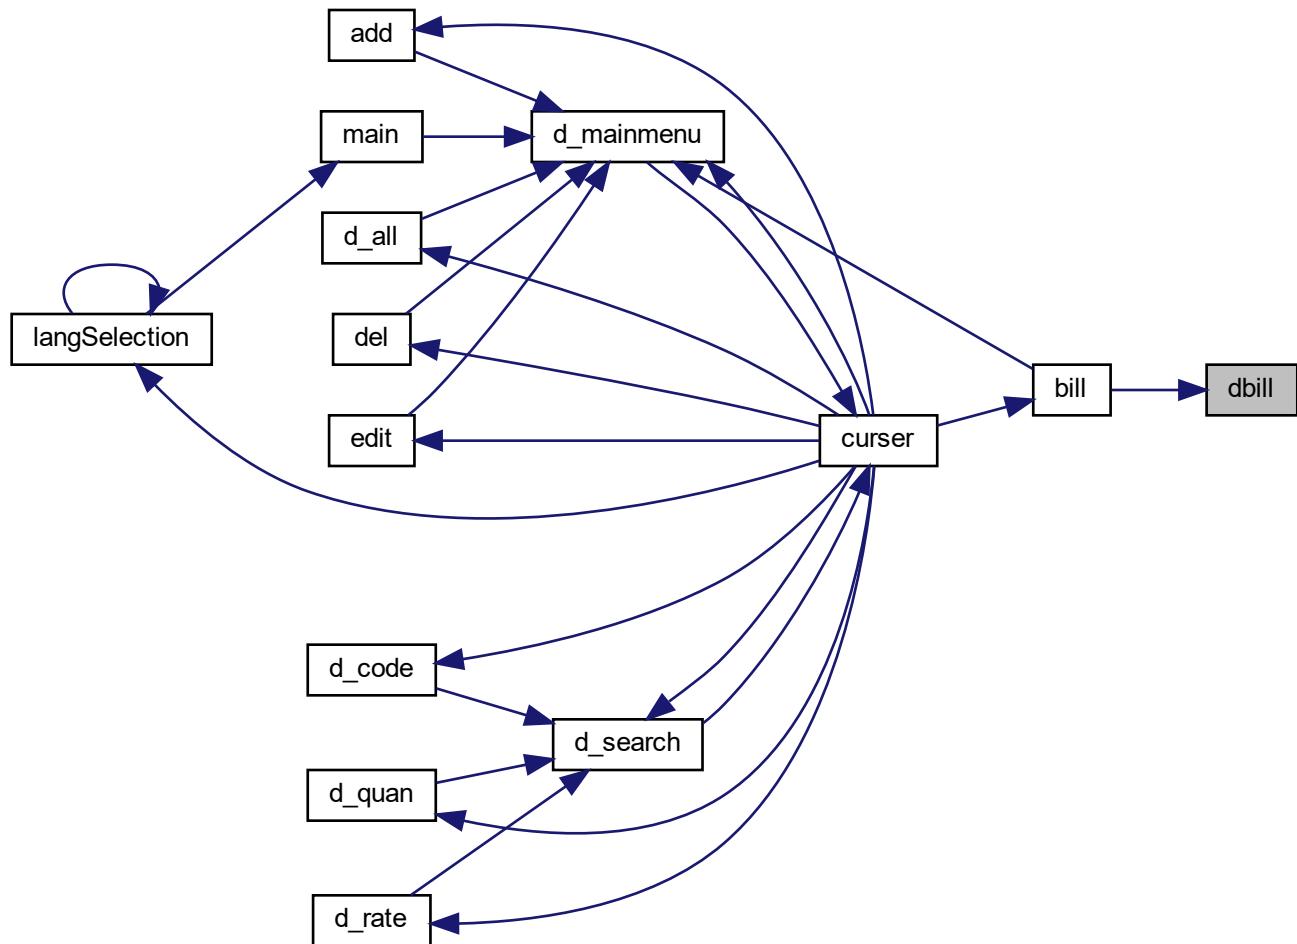 add
main
d_mainmenu
d_all
langSelection
del
bill
dbill
edit
curser
d_code
d_search
d_quan
d_rate